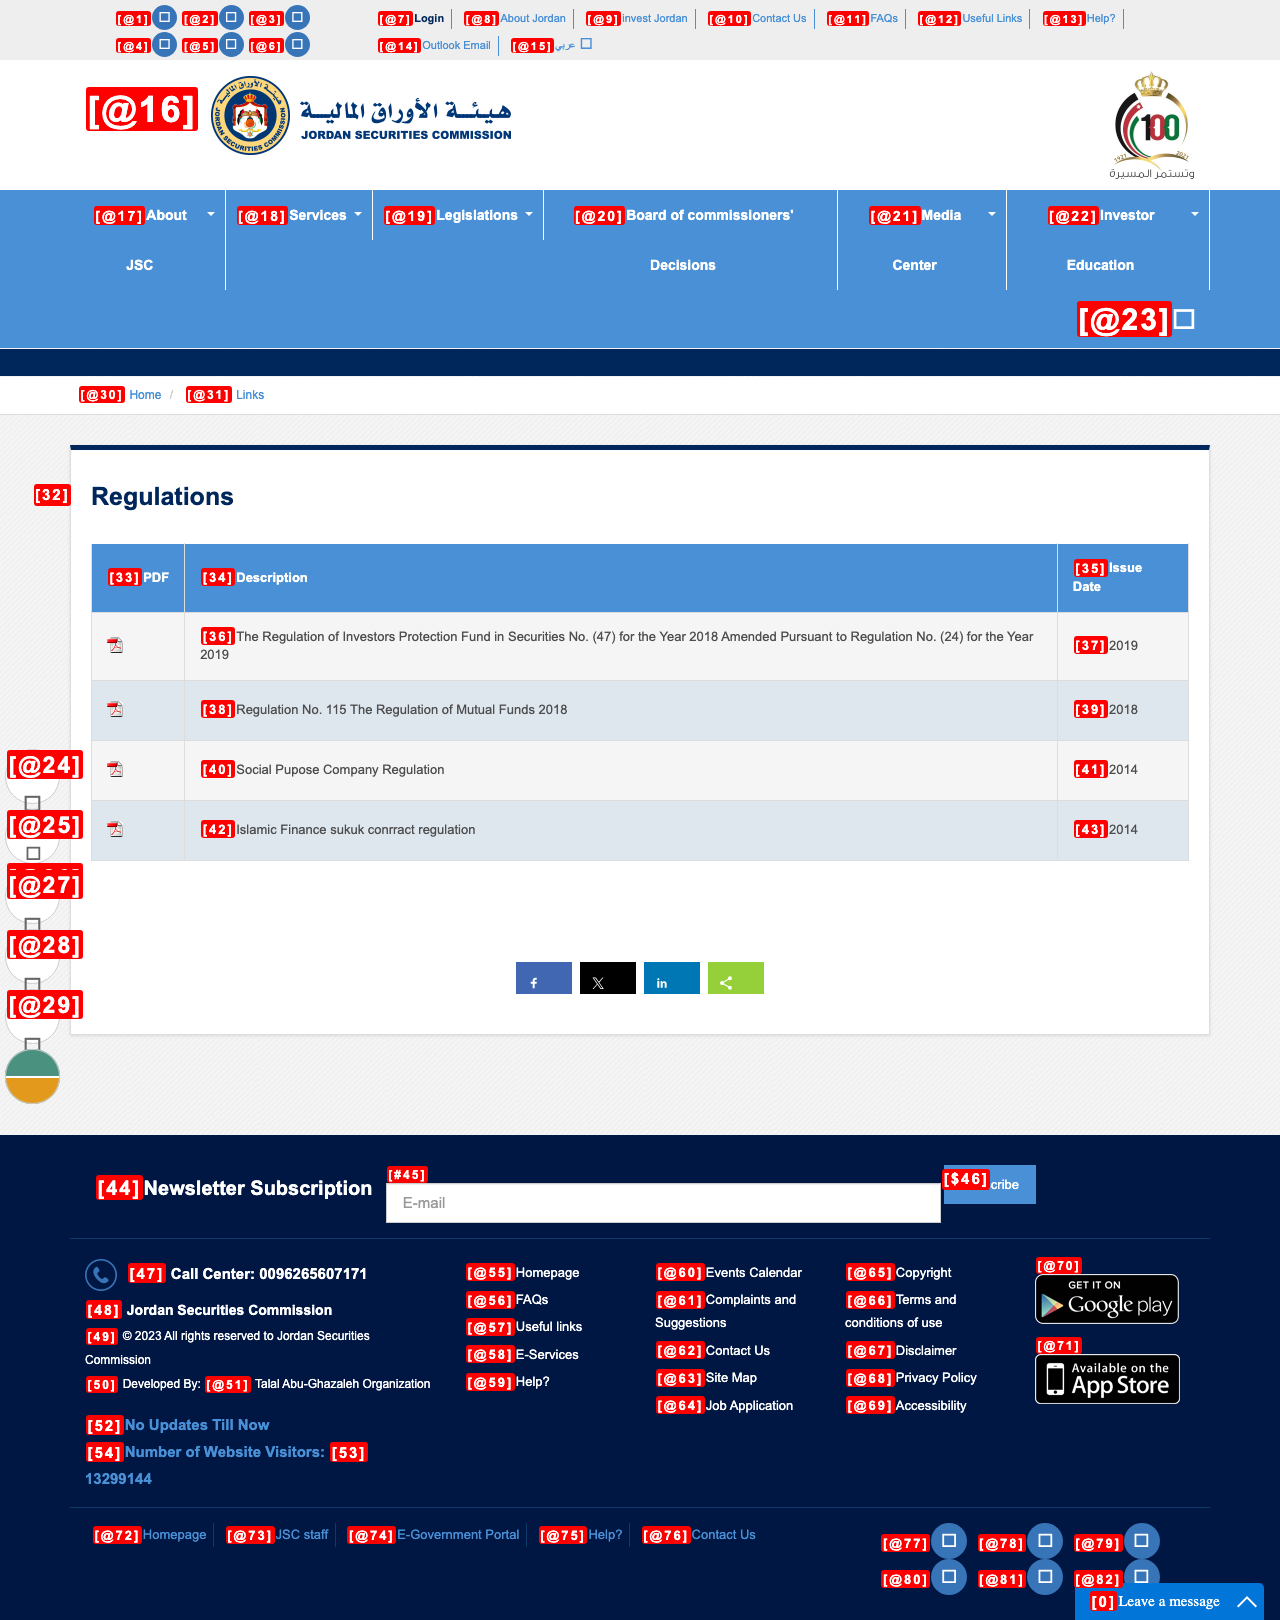 [@1] [@2] [@3] [@7] Login [@8] About Jordan [@9] invest Jordan [@10] Contact Us [@11] FAQs [@12] Useful Links [@13] Help?
[@4] [@5] [@6] [@14] Outlook Email [@15] عربي
[@16]
هيئة الأوراق المالية
JORDAN SECURITIES COMMISSION
100
1921 2021
وتستمر المسيرة
[@17] About JSC
[@18] Services
[@19] Legislations
[@20] Board of commissioners' Decisions
[@21] Media Center
[@22] Investor Education
[@23]
[@30] Home / [@31] Links
[32] Regulations
[33] PDF [34] Description [35] Issue Date
[36] The Regulation of Investors Protection Fund in Securities No. (47) for the Year 2018 Amended Pursuant to Regulation No. (24) for the Year
2019
[37] 2019
[38] Regulation No. 115 The Regulation of Mutual Funds 2018 [39] 2018
[40] Social Pupose Company Regulation [41] 2014
[42] Islamic Finance sukuk conrract regulation [43] 2014
[@24]
[@25]
[@27]
[@28]
[@29]
[44] Newsletter Subscription [#45] E-mail [$46] cribe
[47] Call Center: 0096265607171
[48] Jordan Securities Commission
[49] © 2023 All rights reserved to Jordan Securities
Commission
[50] Developed By: [@51] Talal Abu-Ghazaleh Organization
[52] No Updates Till Now
[54] Number of Website Visitors: [53]
13299144
[@55] Homepage
[@56] FAQs
[@57] Useful links
[@58] E-Services
[@59] Help?
[@60] Events Calendar
[@61] Complaints and
Suggestions
[@62] Contact Us
[@63] Site Map
[@64] Job Application
[@65] Copyright
[@66] Terms and
conditions of use
[@67] Disclaimer
[@68] Privacy Policy
[@69] Accessibility
[@70]
GET IT ON
Google play
[@71]
Available on the
App Store
[@72] Homepage [@73] JSC staff [@74] E-Government Portal [@75] Help? [@76] Contact Us
[@77] [@78] [@79]
[@80] [@81] [@82]
[0] Leave a message